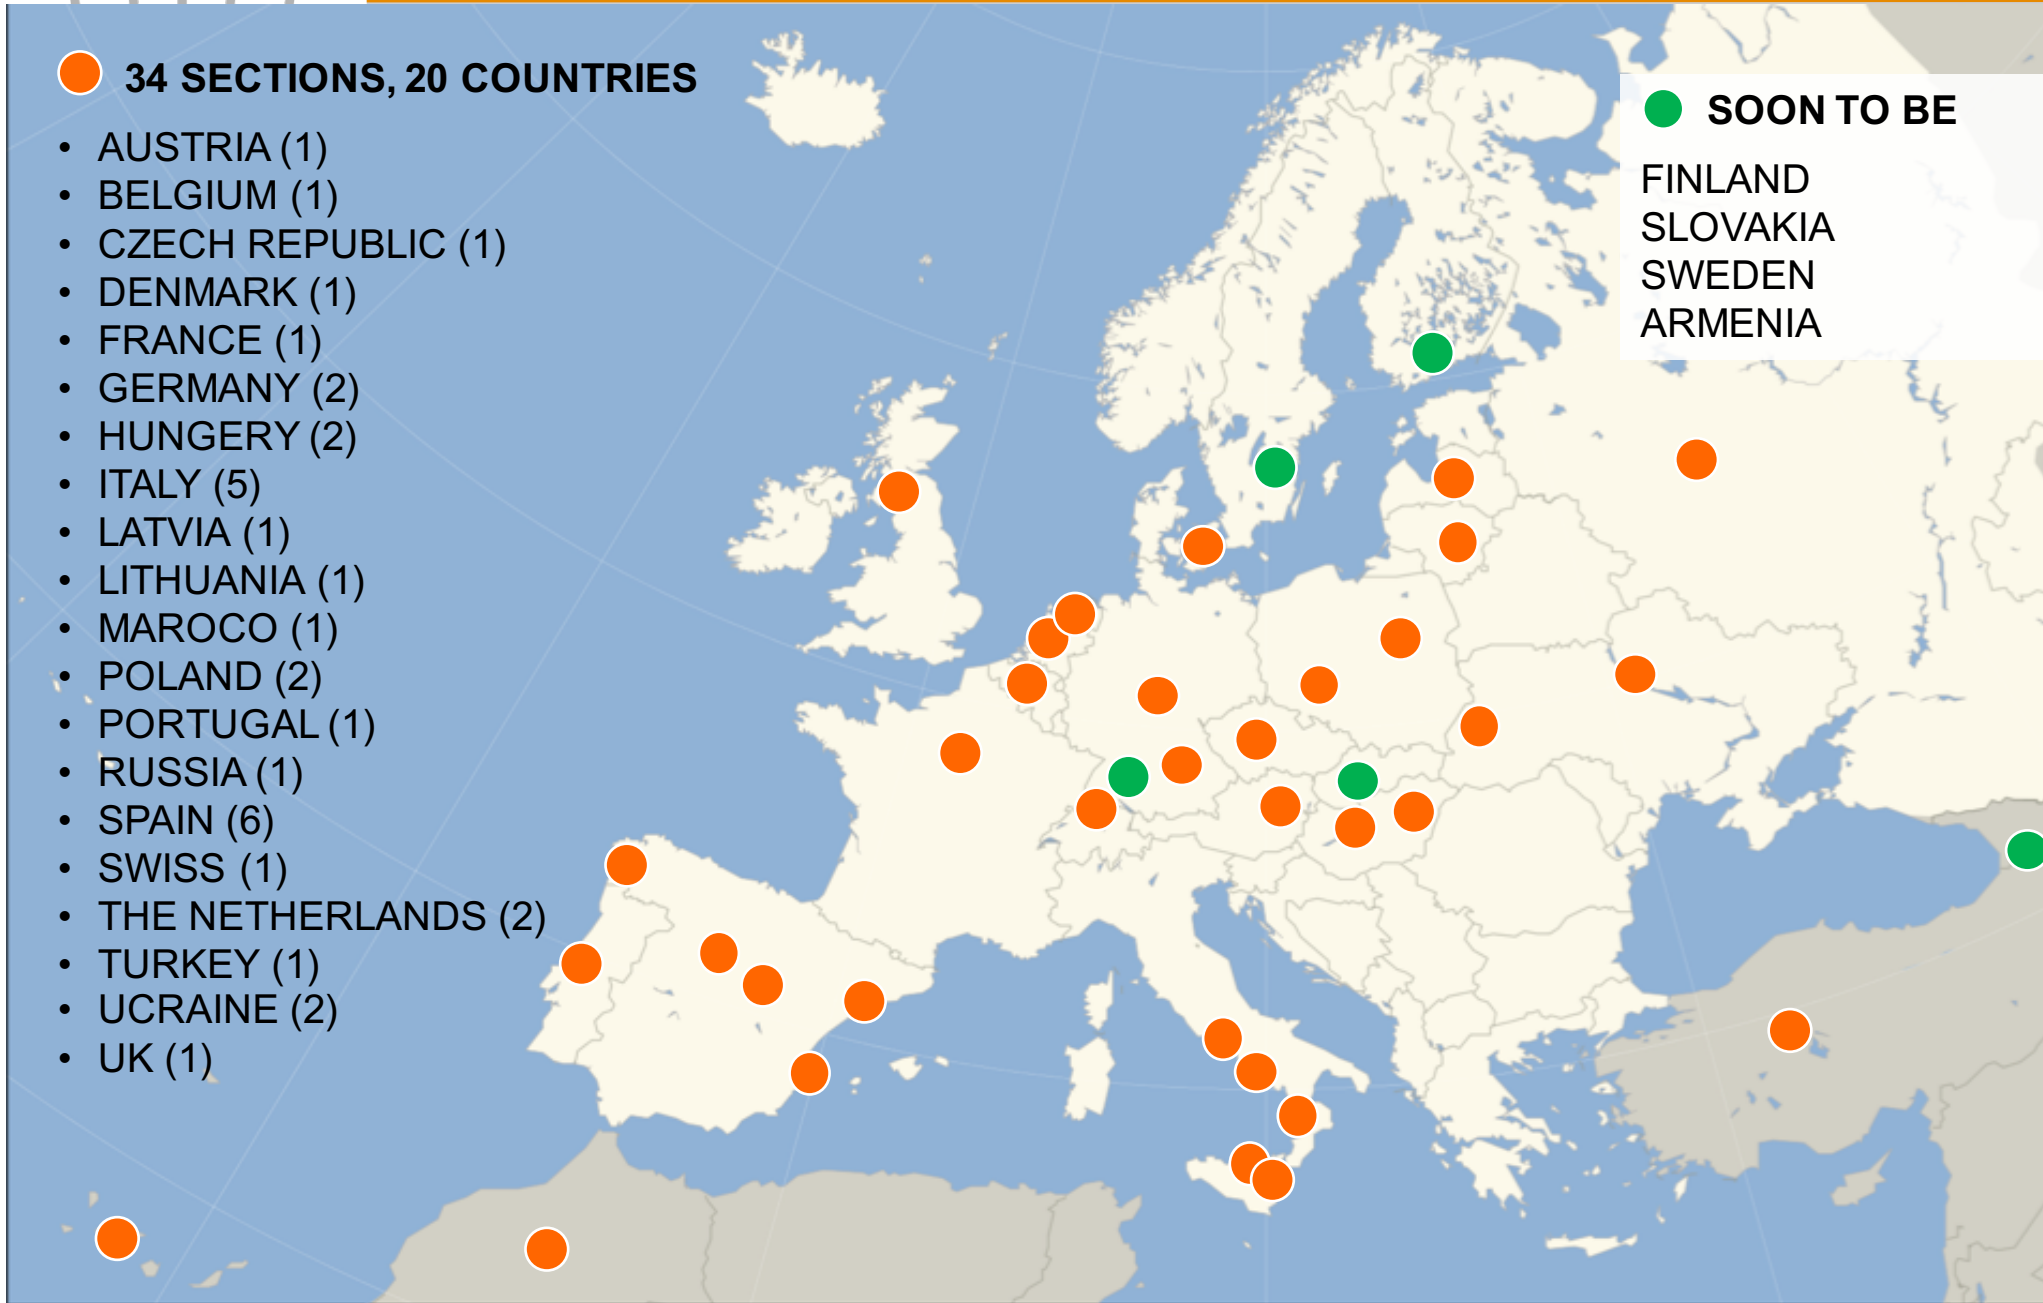 34 SECTIONS, 20 COUNTRIES
• AUSTRIA (1)
• BELGIUM (1)
• CZECH REPUBLIC (1)
• DENMARK (1)
• FRANCE (1)
• GERMANY (2)
• HUNGERY (2)
• ITALY (5)
• LATVIA (1)
• LITHUANIA (1)
• MAROCO (1)
• POLAND (2)
• PORTUGAL (1)
• RUSSIA (1)
• SPAIN (6)
• SWISS (1)
• THE NETHERLANDS (2)
• TURKEY (1)
• UCRAINE (2)
• UK (1)
SOON TO BE
FINLAND
SLOVAKIA
SWEDEN
ARMENIA